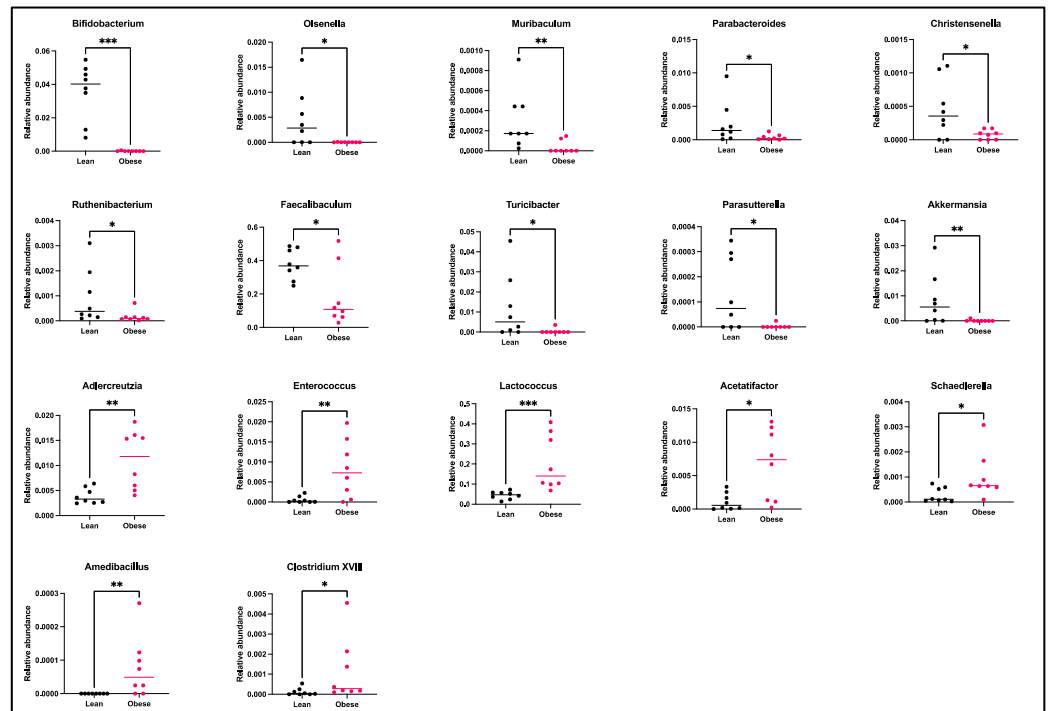 Bifidobacterium
***
Relative abundance
0.06
0.04
0.02
0.00
Lean
Obese
Olsenella
*
Relative abundance
0.020
0.015
0.010
0.005
0.000
Lean
Obese
Muribaculum
**
Relative abundance
0.0010
0.0008
0.0006
0.0004
0.0002
0.0000
Lean
Obese
Parabacteroides
*
Relative abundance
0.015
0.010
0.005
0.000
Lean
Obese
Christensenella
*
Relative abundance
0.0015
0.0010
0.0005
0.0000
Lean
Obese
Ruthenibacterium
*
Relative abundance
0.004
0.003
0.002
0.001
0.000
Lean
Obese
Faecalibaculum
*
Relative abundance
0.6
0.4
0.2
0.0
Lean
Obese
Turicibacter
*
Relative abundance
0.05
0.04
0.03
0.02
0.01
0.00
Lean
Obese
Parasutterella
*
Relative abundance
0.0004
0.0003
0.0002
0.0001
0.0000
Lean
Obese
Akkermansia
**
Relative abundance
0.04
0.03
0.02
0.01
0.00
Lean
Obese
Adlercreutzia
**
Relative abundance
0.020
0.015
0.010
0.005
0.000
Lean
Obese
Enterococcus
**
Relative abundance
0.025
0.020
0.015
0.010
0.005
0.000
Lean
Obese
Lactococcus
***
Relative abundance
0.5
0.4
0.3
0.2
0.1
0.0
Lean
Obese
Acetatifactor
*
Relative abundance
0.015
0.010
0.005
0.000
Lean
Obese
Schaedlerella
*
Relative abundance
0.004
0.003
0.002
0.001
0.000
Lean
Obese
Amedibacillus
**
Relative abundance
0.0003
0.0002
0.0001
0.0000
Lean
Obese
Clostridium XVIII
*
Relative abundance
0.005
0.004
0.003
0.002
0.001
0.000
Lean
Obese